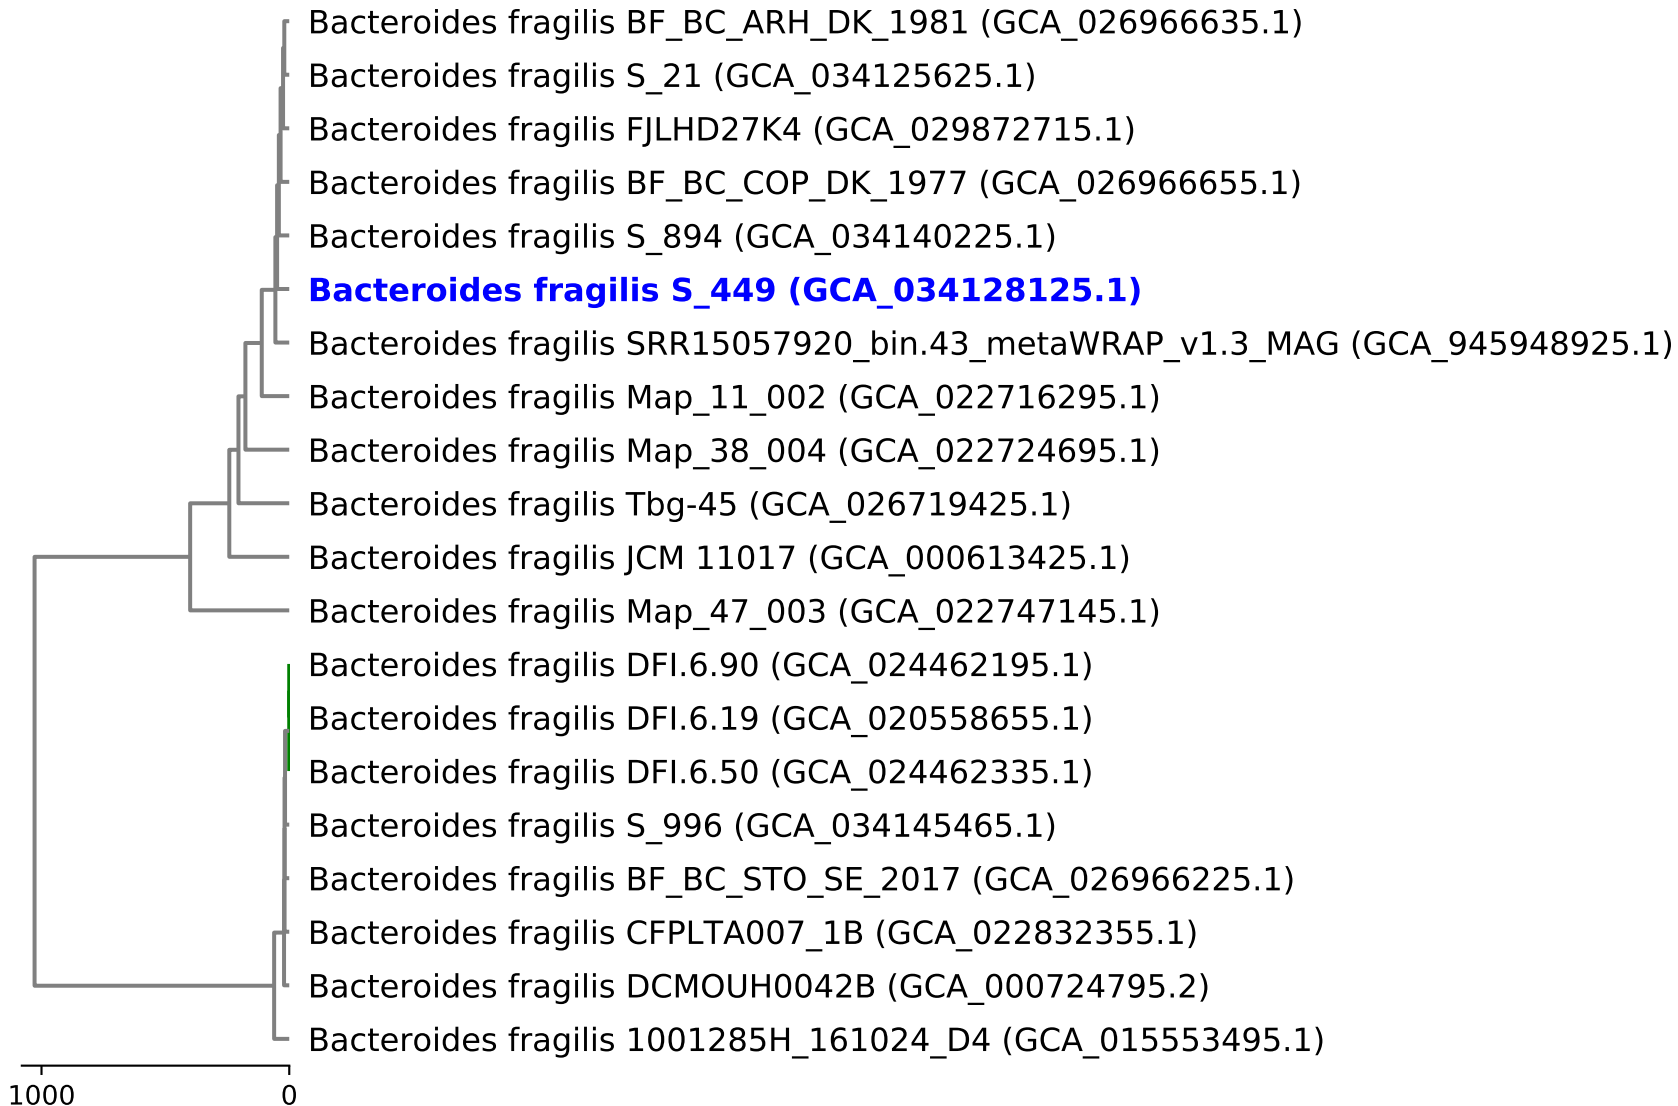 Bacteroides fragilis BF_BC_ARH_DK_1981 (GCA_026966635.1)
Bacteroides fragilis S_21 (GCA_034125625.1)
Bacteroides fragilis FJLHD27K4 (GCA_029872715.1)
Bacteroides fragilis BF_BC_COP_DK_1977 (GCA_026966655.1)
Bacteroides fragilis S_894 (GCA_034140225.1)
Bacteroides fragilis S_449 (GCA_034128125.1)
Bacteroides fragilis SRR15057920_bin.43_metaWRAP_v1.3_MAG (GCA_945948925.1)
Bacteroides fragilis Map_11_002 (GCA_022716295.1)
Bacteroides fragilis Map_38_004 (GCA_022724695.1)
Bacteroides fragilis Tbg-45 (GCA_026719425.1)
Bacteroides fragilis JCM 11017 (GCA_000613425.1)
Bacteroides fragilis Map_47_003 (GCA_022747145.1)
Bacteroides fragilis DFI.6.90 (GCA_024462195.1)
Bacteroides fragilis DFI.6.19 (GCA_020558655.1)
Bacteroides fragilis DFI.6.50 (GCA_024462335.1)
Bacteroides fragilis S_996 (GCA_034145465.1)
Bacteroides fragilis BF_BC_STO_SE_2017 (GCA_026966225.1)
Bacteroides fragilis CFPLTA007_1B (GCA_022832355.1)
Bacteroides fragilis DCMOUH0042B (GCA_000724795.2)
Bacteroides fragilis 1001285H_161024_D4 (GCA_015553495.1)
1000 0